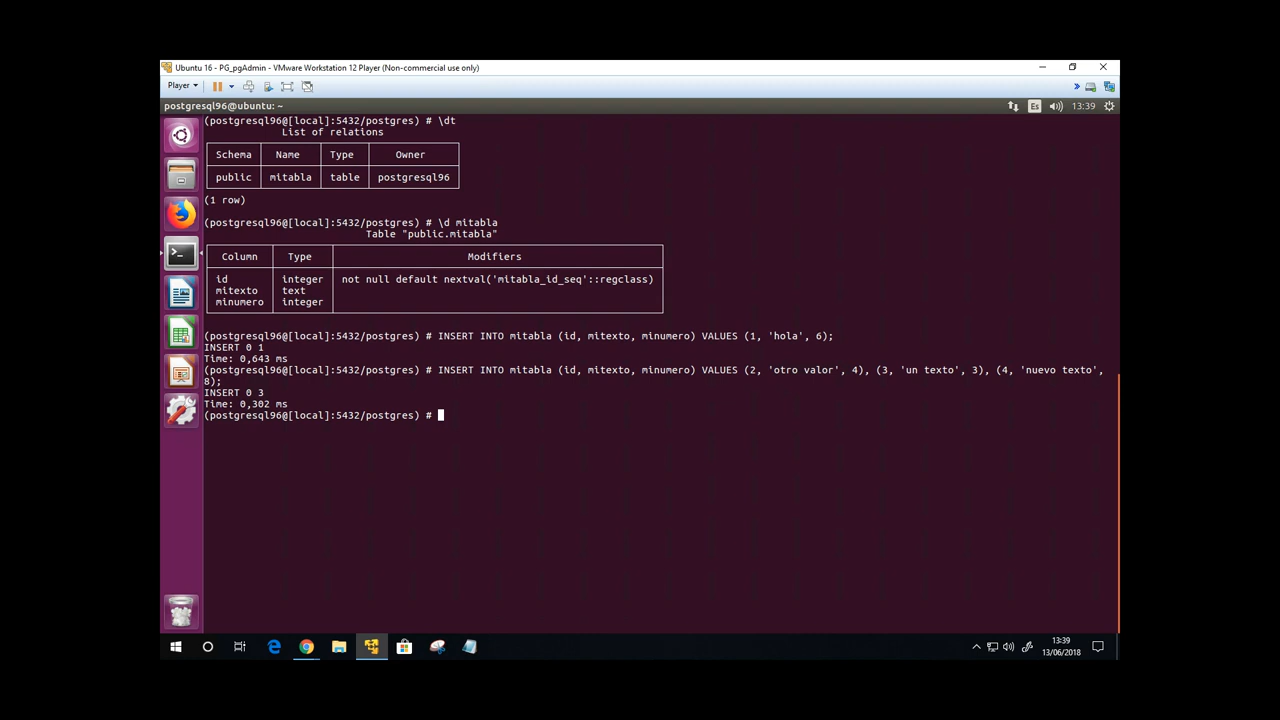 Ubuntu 16 - PG_pgAdmin - VMware Workstation 12 Player (Non-commercial use only)
Player
postgresql96@ubuntu: ~
Es
13:39
(postgresql96@[local]:5432/postgres) # \dt
List of relations
Schema Name Type Owner
public mitabla table postgresql96
(1 row)
(postgresql96@[local]:5432/postgres) # \d mitabla
Table "public.mitabla"
Column Type Modifiers
id integer not null default nextval('mitabla_id_seq'::regclass)
mitexto text
minumero integer
(postgresql96@[local]:5432/postgres) # INSERT INTO mitabla (id, mitexto, minumero) VALUES (1, 'hola', 6);
INSERT 0 1
Time: 0,643 ms
(postgresql96@[local]:5432/postgres) # INSERT INTO mitabla (id, mitexto, minumero) VALUES (2, 'otro valor', 4), (3, 'un texto', 3), (4, 'nuevo texto',
8);
INSERT 0 3
Time: 0,302 ms
(postgresql96@[local]:5432/postgres) #
13:39
13/06/2018